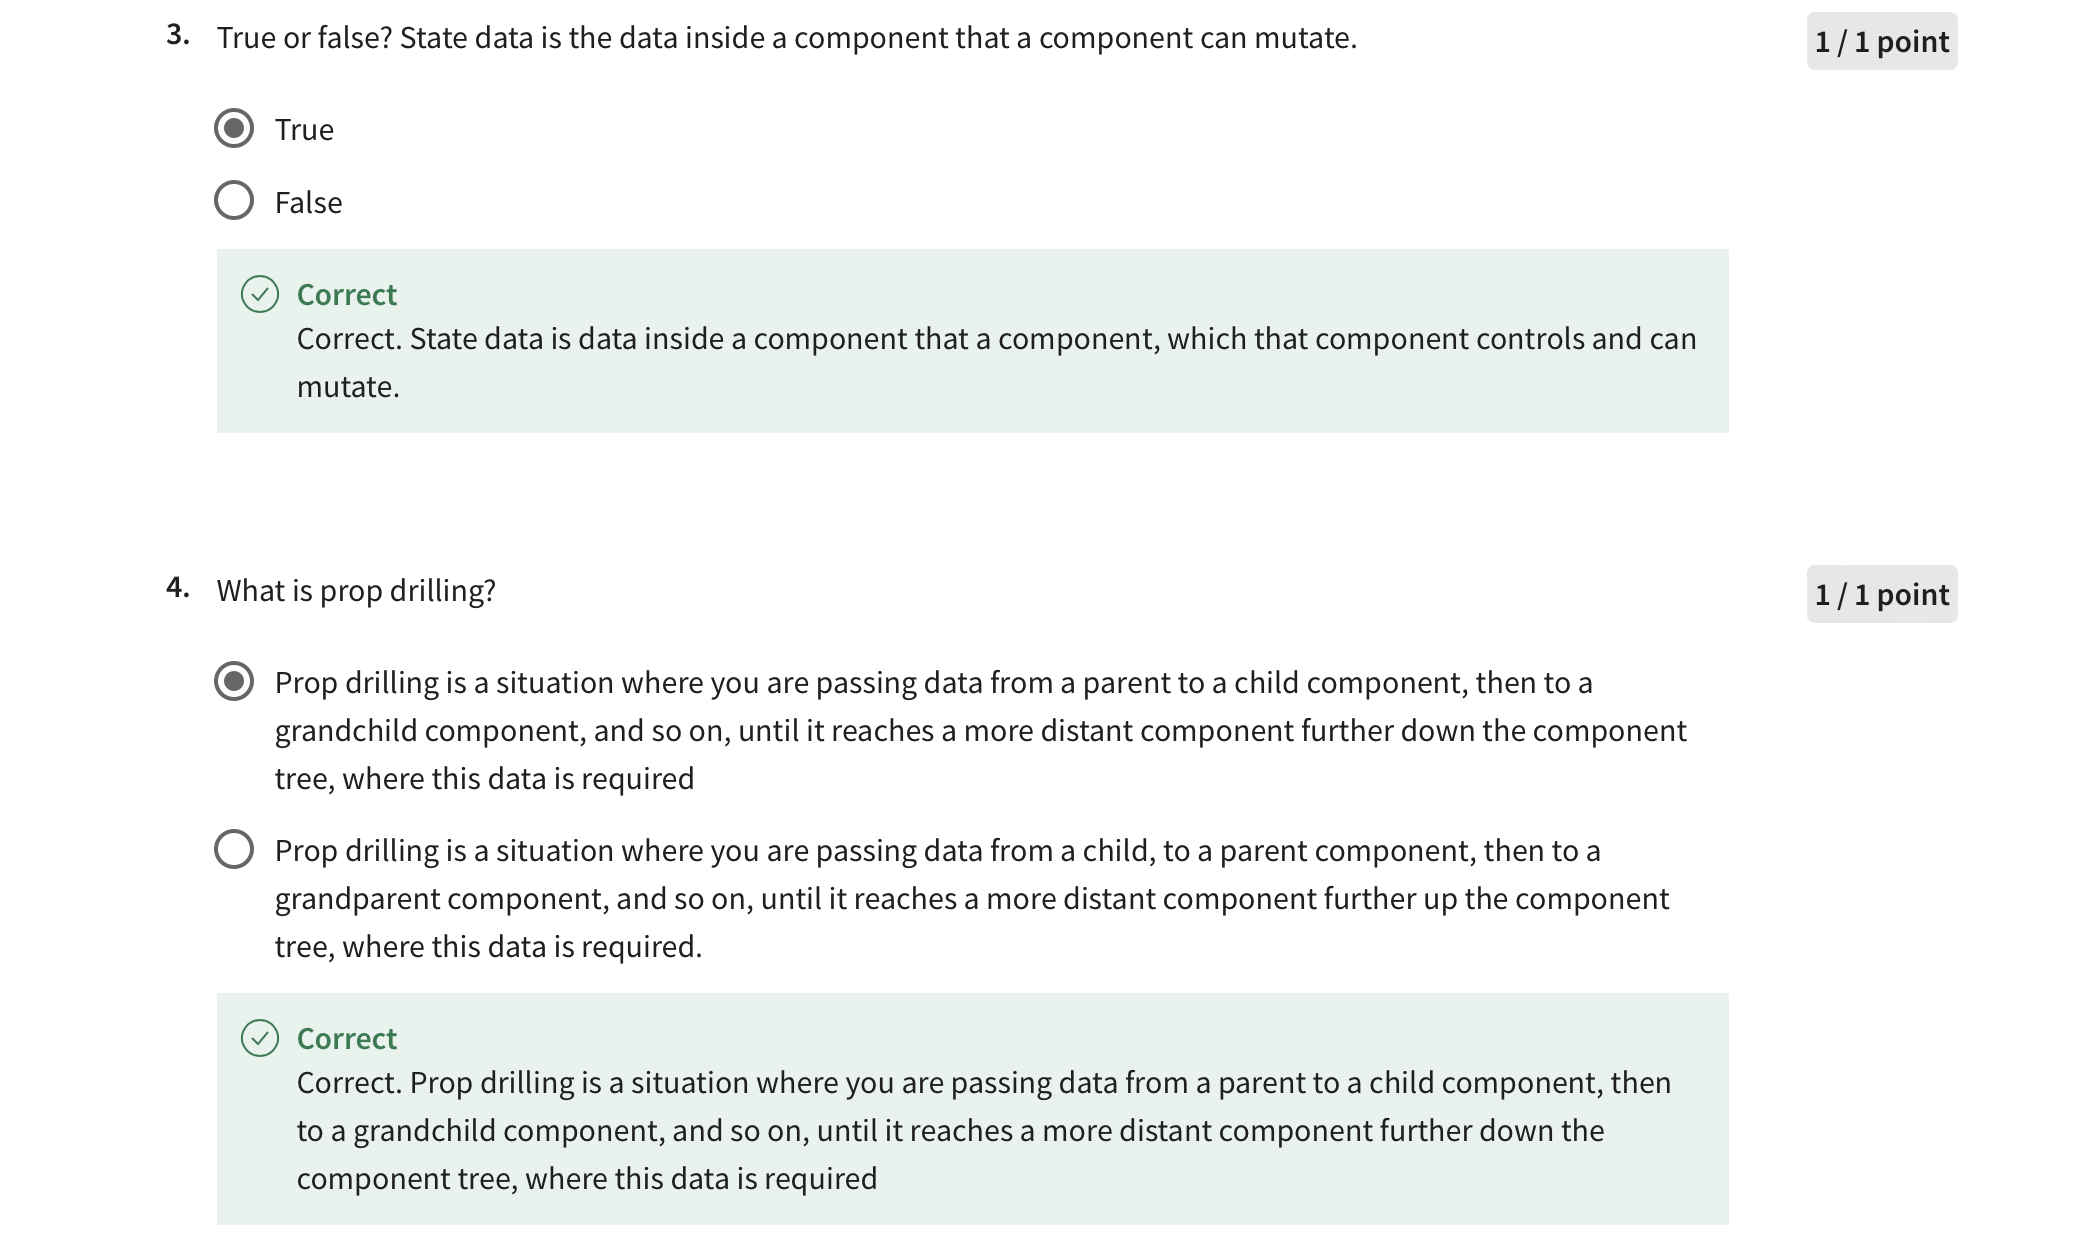 3. True or false? State data is the data inside a component that a component can mutate.
1 / 1 point
True
False
Correct
Correct. State data is data inside a component that a component, which that component controls and can
mutate.
4. What is prop drilling?
1 / 1 point
Prop drilling is a situation where you are passing data from a parent to a child component, then to a
grandchild component, and so on, until it reaches a more distant component further down the component
tree, where this data is required
Prop drilling is a situation where you are passing data from a child, to a parent component, then to a
grandparent component, and so on, until it reaches a more distant component further up the component
tree, where this data is required.
Correct
Correct. Prop drilling is a situation where you are passing data from a parent to a child component, then
to a grandchild component, and so on, until it reaches a more distant component further down the
component tree, where this data is required